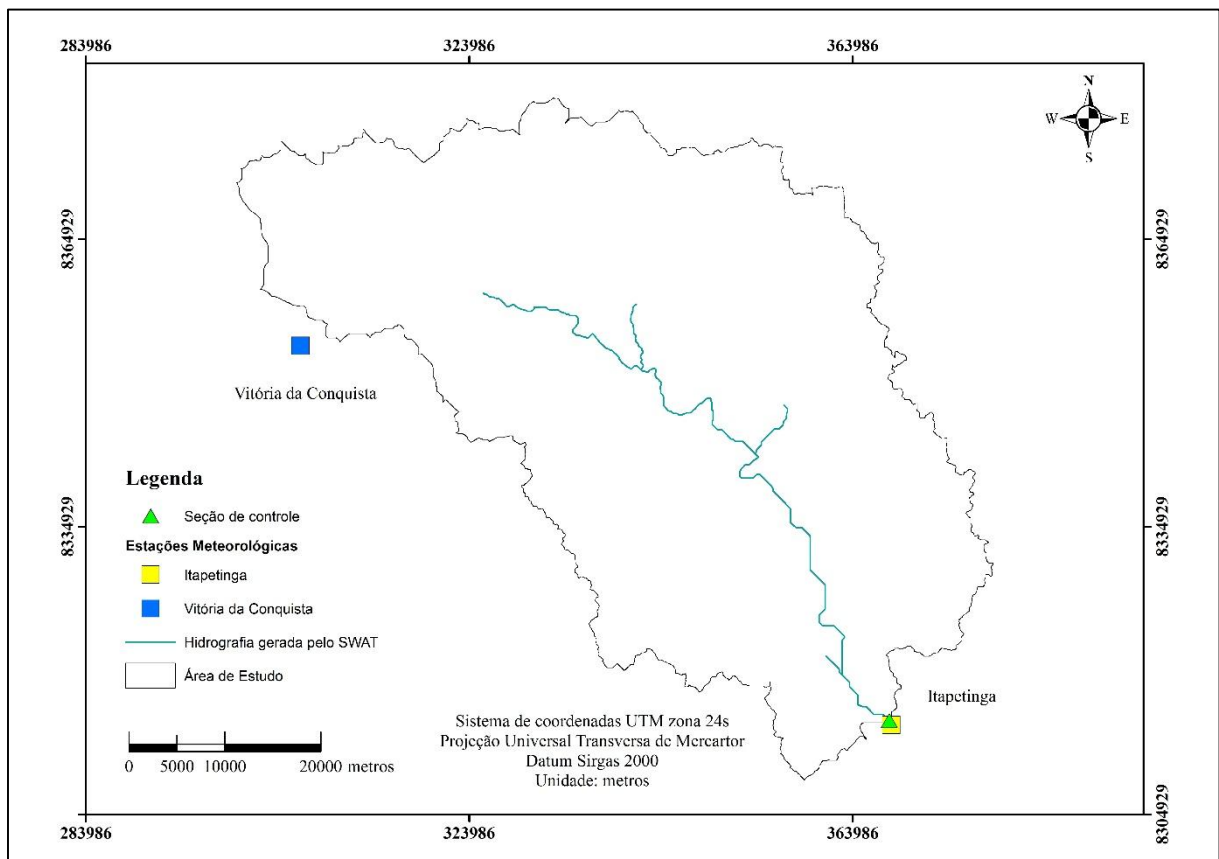 283986 323986 363986
N
W E
S
8364929 8364929
Vitória da Conquista
Legenda
Seção de controle
Estações Meteorológicas
Itapetinga
Vitória da Conquista
Hidrografia gerada pelo SWAT
Área de Estudo
8334929 8334929
Itapetinga
Sistema de coordenadas UTM zona 24s
Projeção Universal Transversa de Mercartor
Datum Sirgas 2000
Unidade: metros
0 5000 10000 20000 metros
8304929
283986 323986 363986